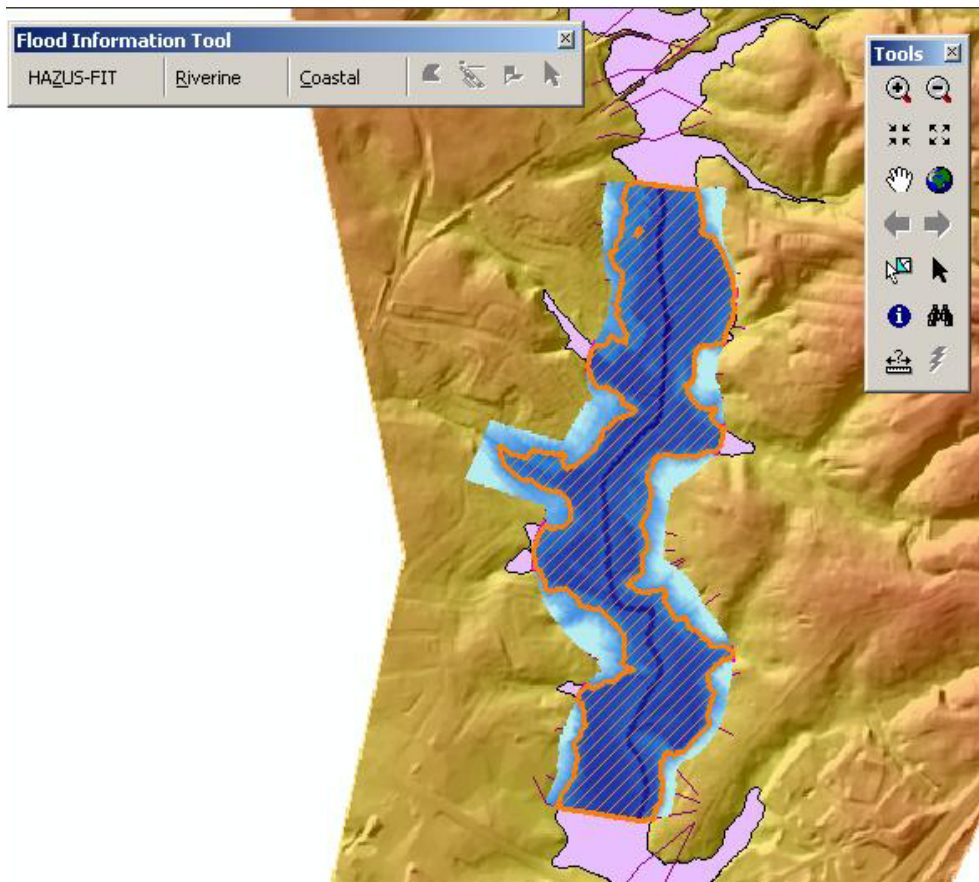 Flood Information Tool
HAZUS-FIT
Riverine
Coastal
Tools